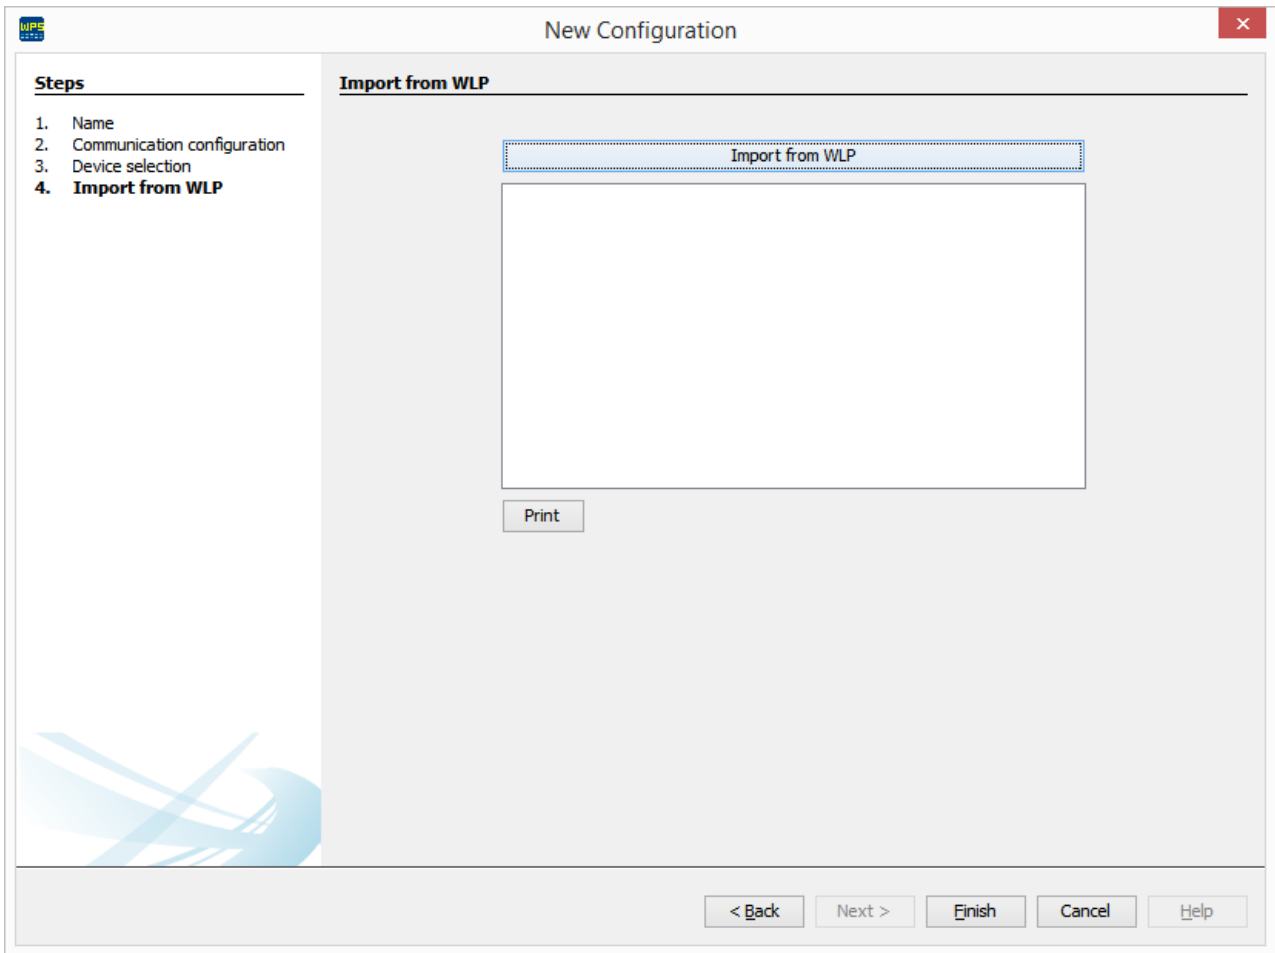 WPS
New Configuration
Steps
1. Name
2. Communication configuration
3. Device selection
4. Import from WLP
Import from WLP
Import from WLP
Print
< Back
Next >
Finish
Cancel
Help